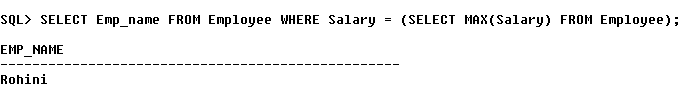 SQL> SELECT Emp_name FROM Employee WHERE Salary = (SELECT MAX(Salary) FROM Employee);
EMP_NAME
--------------------------------------------------
Rohini